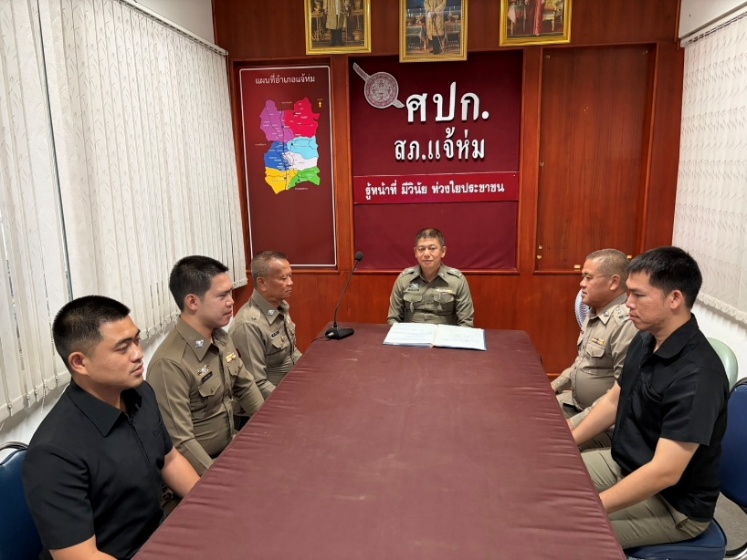 แผนที่อำเภอแจ้ห่ม
ศปก.
สภ.แจ้ห่ม
รู้หน้าที่ มีวินัย ห่วงใยประชาชน